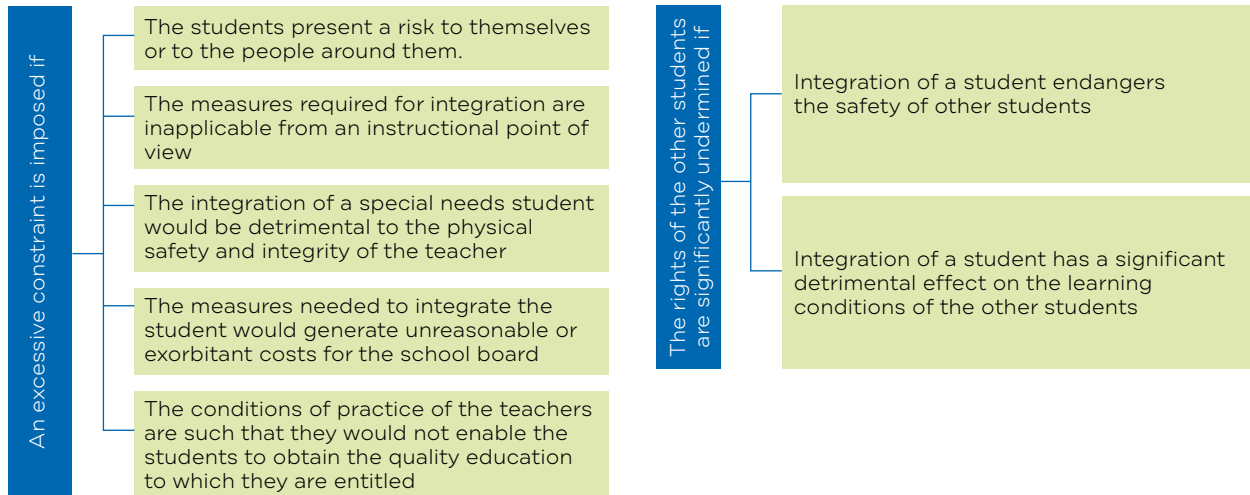 An excessive constraint is imposed if
The students present a risk to themselves
or to the people around them.
The measures required for integration are
inapplicable from an instructional point of
view
The integration of a special needs student
would be detrimental to the physical
safety and integrity of the teacher
The measures needed to integrate the
student would generate unreasonable or
exorbitant costs for the school board
The conditions of practice of the teachers
are such that they would not enable the
students to obtain the quality education
to which they are entitled
The rights of the other students
are significantly undermined if
Integration of a student endangers
the safety of other students
Integration of a student has a significant
detrimental effect on the learning
conditions of the other students